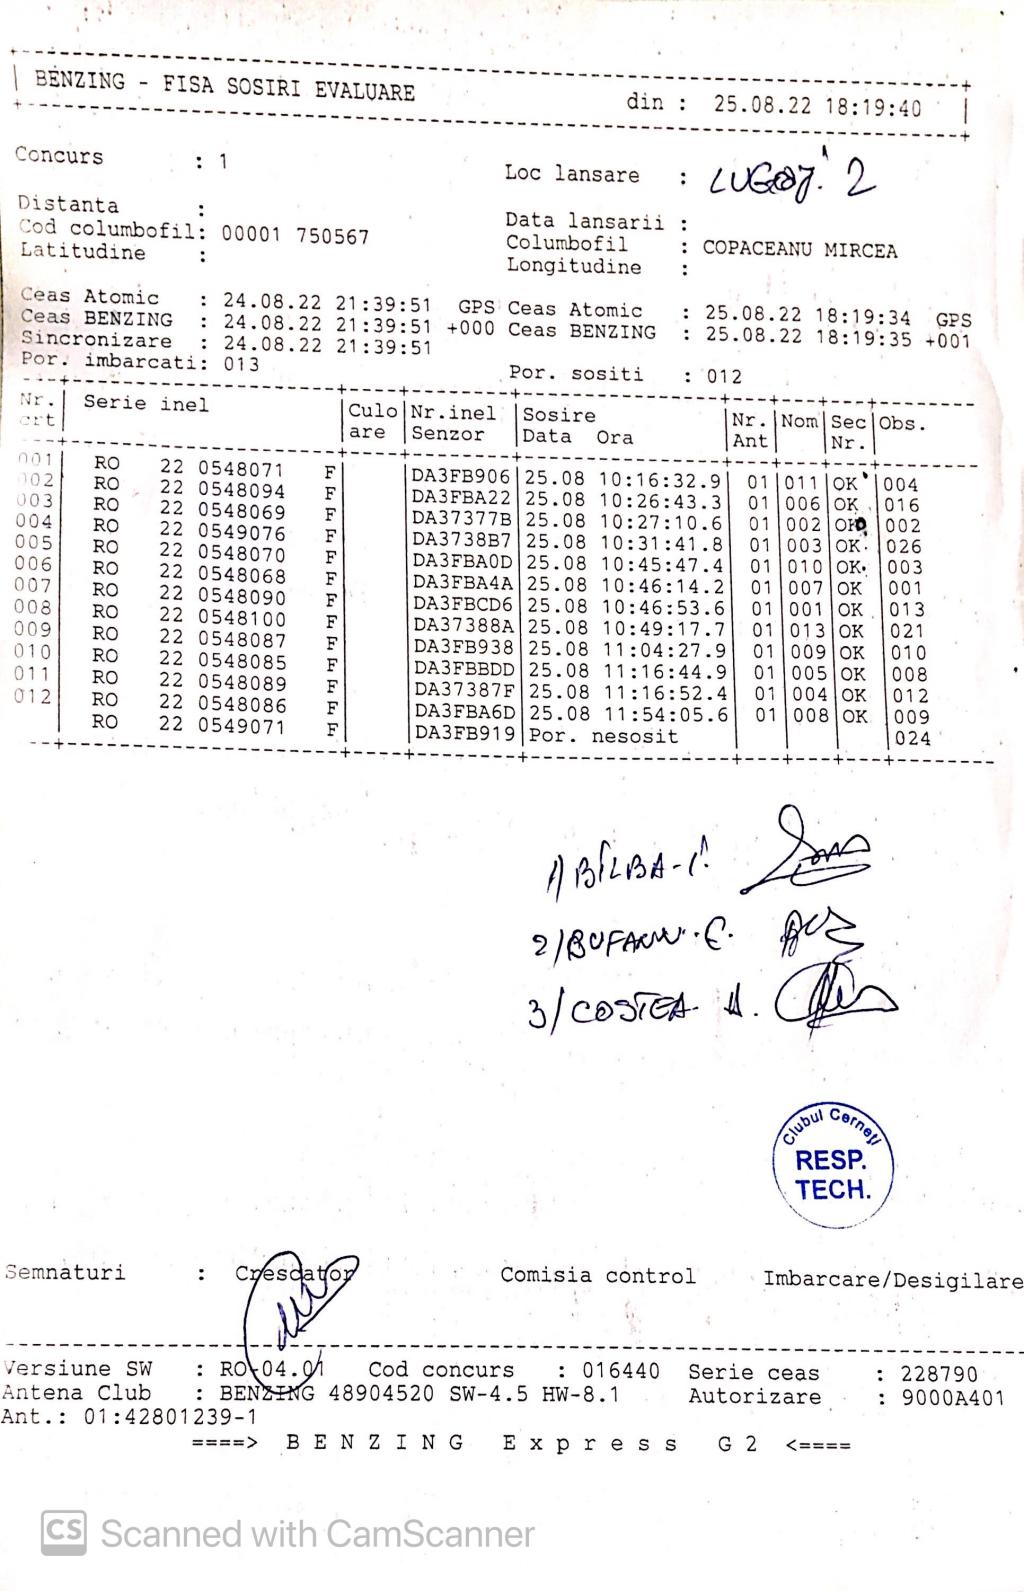 BENZING - FISA SOSIRI EVALUARE din : 25.08.22 18:19:40
Concurs : 1 Loc lansare : LUGOJ. 2
Distanta : Data lansarii :
Cod columbofil: 00001 750567 Columbofil : COPACEANU MIRCEA
Latitudine : Longitudine :
Ceas Atomic : 24.08.22 21:39:51 GPS Ceas Atomic : 25.08.22 18:19:34 GPS
Ceas BENZING : 24.08.22 21:39:51 +000 Ceas BENZING : 25.08.22 18:19:35 +001
Sincronizare : 24.08.22 21:39:51
Por. imbarcati: 013 Por. sositi : 012
Nr. Serie inel Culo Nr.inel Sosire Nr. Nom Sec Obs.
crt are Senzor Data Ora Ant Nr.
001 RO 22 0548071 F DA3FB906 25.08 10:16:32.9 01 011 OK 004
002 RO 22 0548094 F DA3FBA22 25.08 10:26:43.3 01 006 OK 016
003 RO 22 0548069 F DA37377B 25.08 10:27:10.6 01 002 OK 002
004 RO 22 0549076 F DA3738B7 25.08 10:31:41.8 01 003 OK 026
005 RO 22 0548070 F DA3FBA0D 25.08 10:45:47.4 01 010 OK 003
006 RO 22 0548068 F DA3FBA4A 25.08 10:46:14.2 01 007 OK 001
007 RO 22 0548090 F DA3FBCD6 25.08 10:46:53.6 01 001 OK 013
008 RO 22 0548100 F DA37388A 25.08 10:49:17.7 01 013 OK 021
009 RO 22 0548087 F DA3FB938 25.08 11:04:27.9 01 009 OK 010
010 RO 22 0548085 F DA3FBBDD 25.08 11:16:44.9 01 005 OK 008
011 RO 22 0548089 F DA37387F 25.08 11:16:52.4 01 004 OK 012
012 RO 22 0548086 F DA3FBA6D 25.08 11:54:05.6 01 008 OK 009
RO 22 0549071 F DA3FB919 Por. nesosit 024
1) BÎLBA-I.
2/ BUFANU. E.
3/ COSTEA
Clubul Cerneți
RESP.
TECH.
Semnaturi : Crescator Comisia control Imbarcare/Desigilare
Versiune SW : RO-04.01 Cod concurs : 016440 Serie ceas : 228790
Antena Club : BENZING 48904520 SW-4.5 HW-8.1 Autorizare : 9000A401
Ant.: 01:42801239-1
====> B E N Z I N G E x p r e s s G 2 <====
CS Scanned with CamScanner